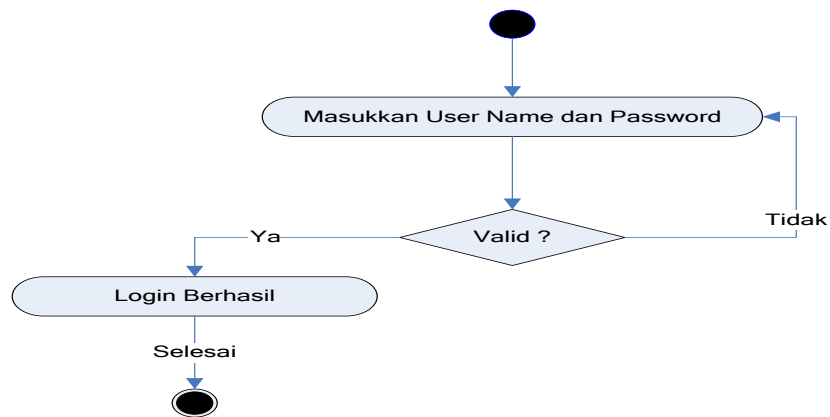 Masukkan User Name dan Password
Tidak
Ya
Valid ?
Login Berhasil
Selesai